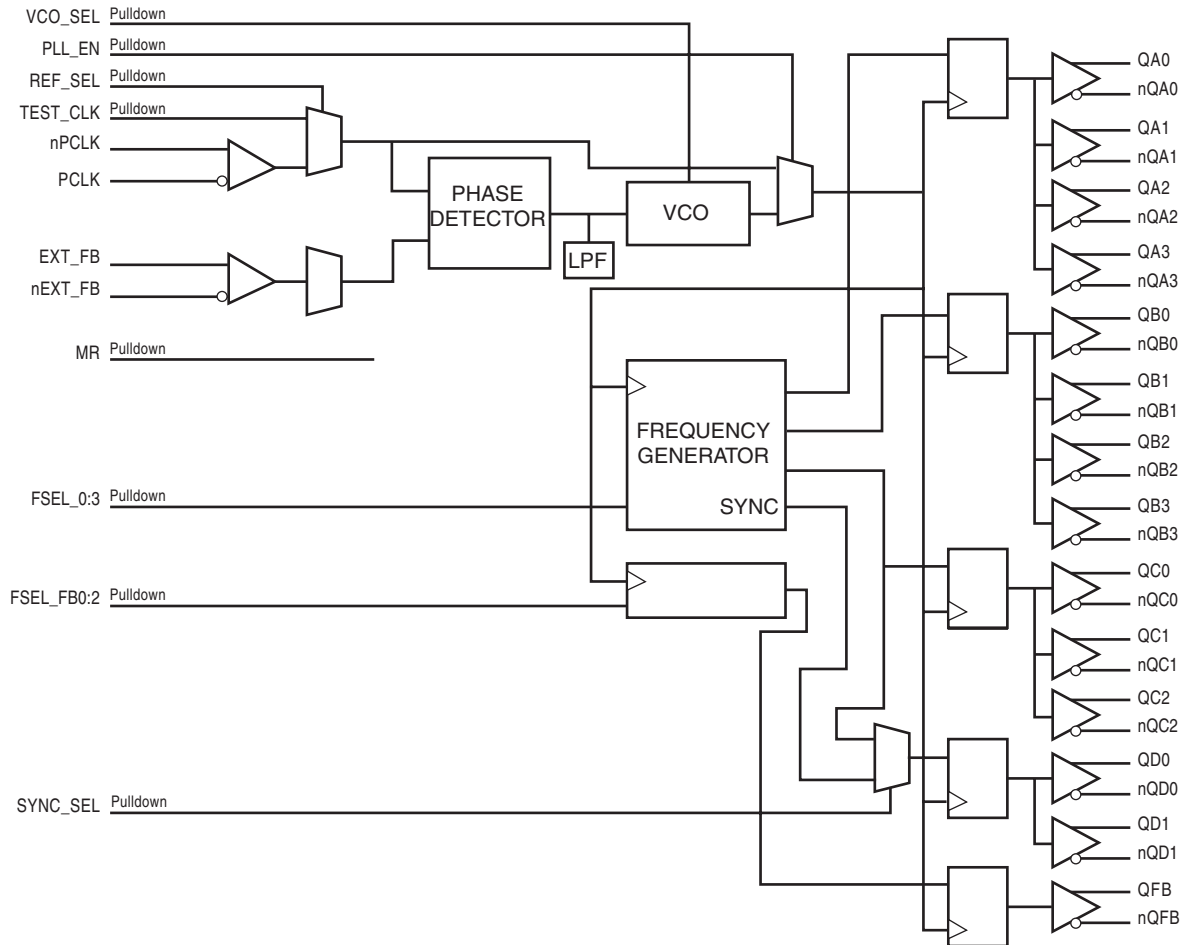 VCO_SEL Pulldown
PLL_EN Pulldown
REF_SEL Pulldown
TEST_CLK Pulldown
nPCLK
PCLK
EXT_FB
nEXT_FB
MR Pulldown
FSEL_0:3 Pulldown
FSEL_FB0:2 Pulldown
SYNC_SEL Pulldown
PHASE
DETECTOR
LPF
VCO
FREQUENCY
GENERATOR
SYNC
QA0
nQA0
QA1
nQA1
QA2
nQA2
QA3
nQA3
QB0
nQB0
QB1
nQB1
QB2
nQB2
QB3
nQB3
QC0
nQC0
QC1
nQC1
QC2
nQC2
QD0
nQD0
QD1
nQD1
QFB
nQFB